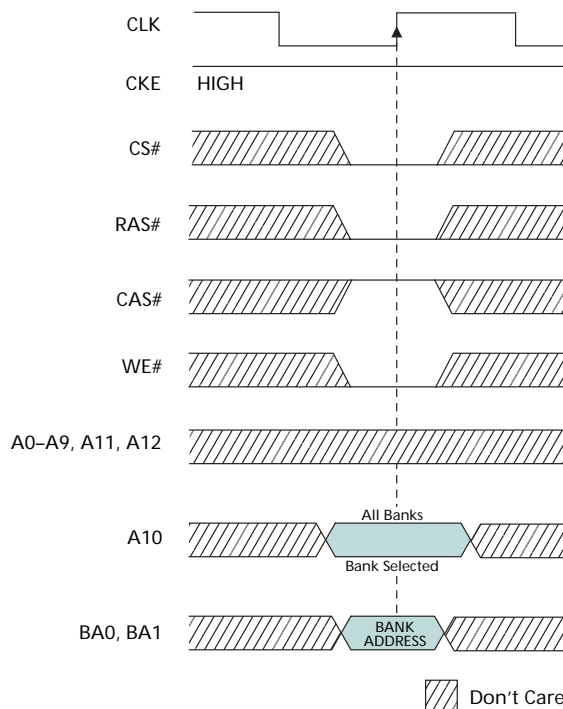 CLK
CKE HIGH
CS#
RAS#
CAS#
WE#
A0–A9, A11, A12
All Banks
A10
Bank Selected
BA0, BA1 BANK
ADDRESS
Don't Care